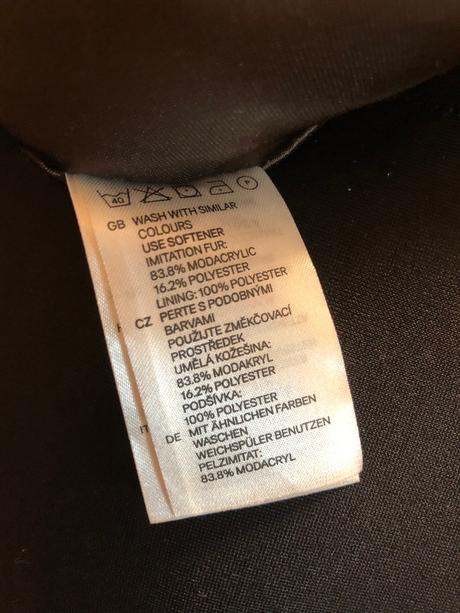 40 P
GB WASH WITH SIMILAR
COLOURS
USE SOFTENER
IMITATION FUR:
83.8% MODACRYLIC
16.2% POLYESTER
LINING: 100% POLYESTER
CZ PERTE S PODOBNÝMI
BARVAMI
POUŽIJTE ZMĚKČOVACÍ
PROSTŘEDEK
UMĚLÁ KOŽEŠINA:
83.8% MODAKRYL
16.2% POLYESTER
PODŠÍVKA:
100% POLYESTER
DE MIT ÄHNLICHEN FARBEN
WASCHEN
WEICHSPÜLER BENUTZEN
PELZIMITAT:
83.8% MODACRYL
IT